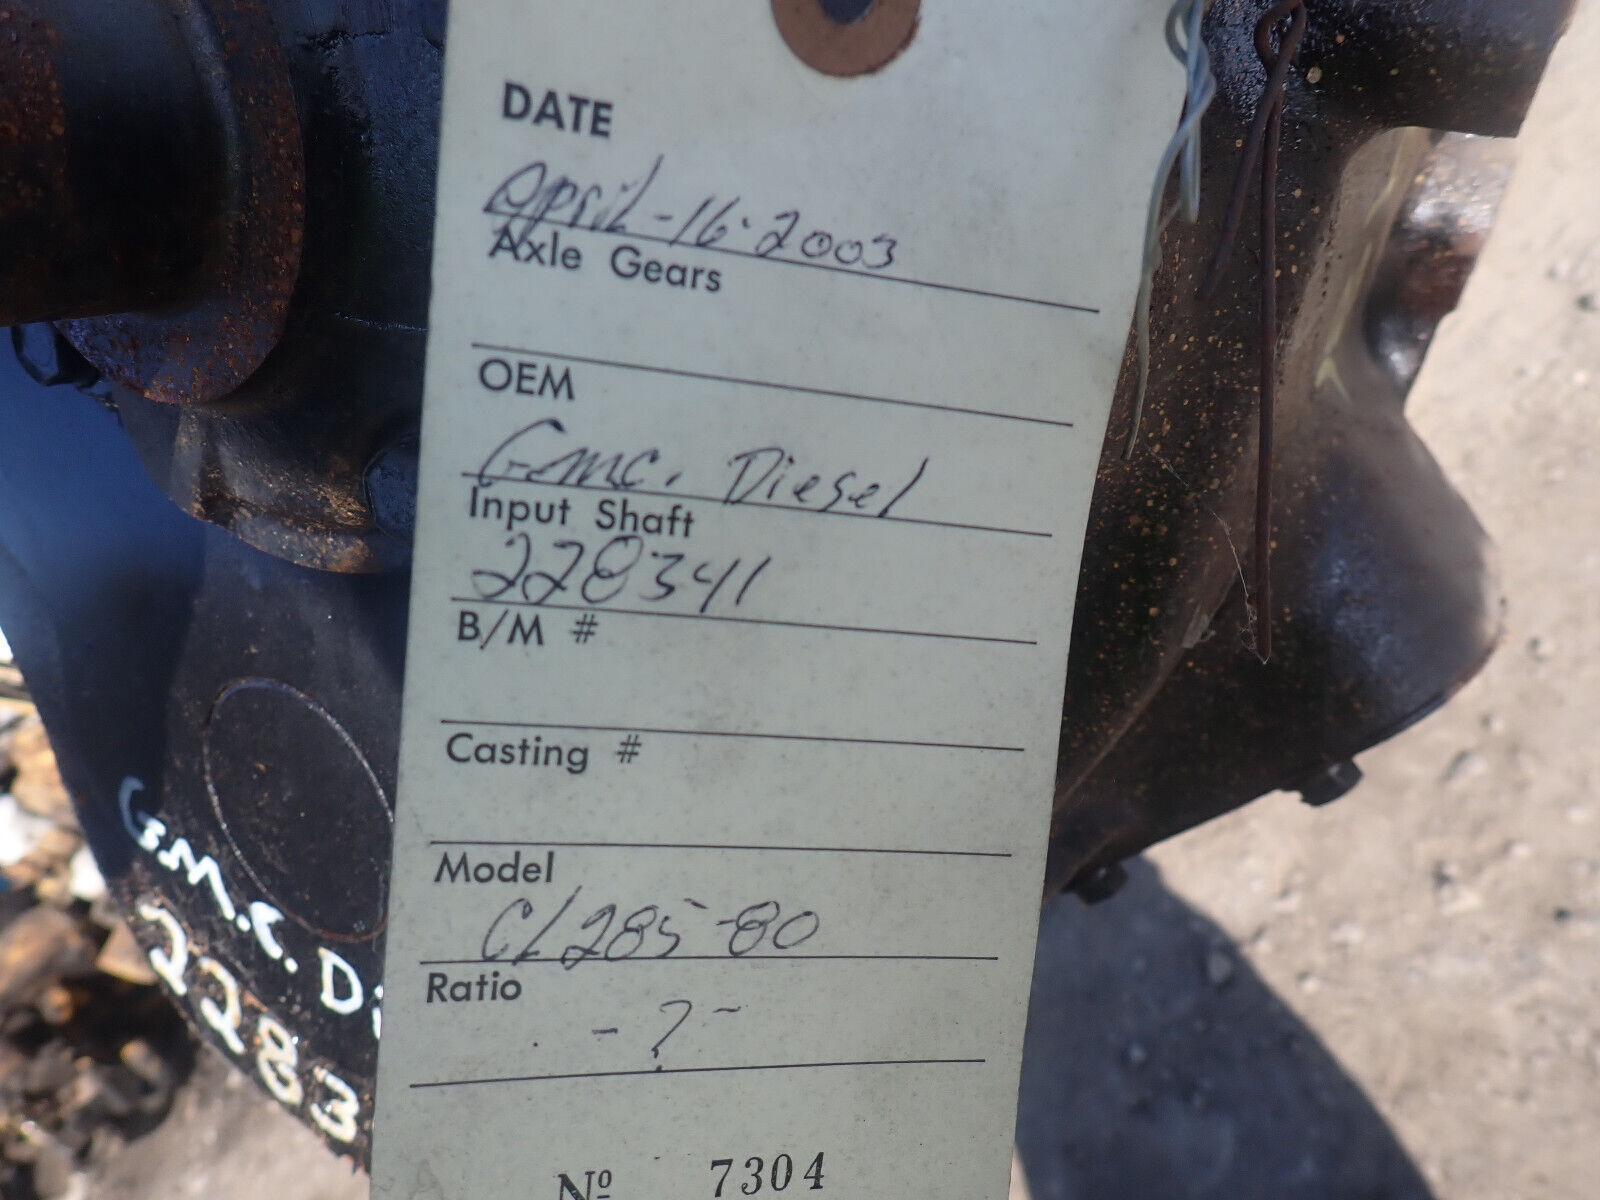 DATE
April-16-2003
Axle Gears
OEM
Gmc. Diesel
Input Shaft
228341
B/M #
Casting #
Model
CL285-80
Ratio
-?-
Nº 7304
G.M.C. Di
2283